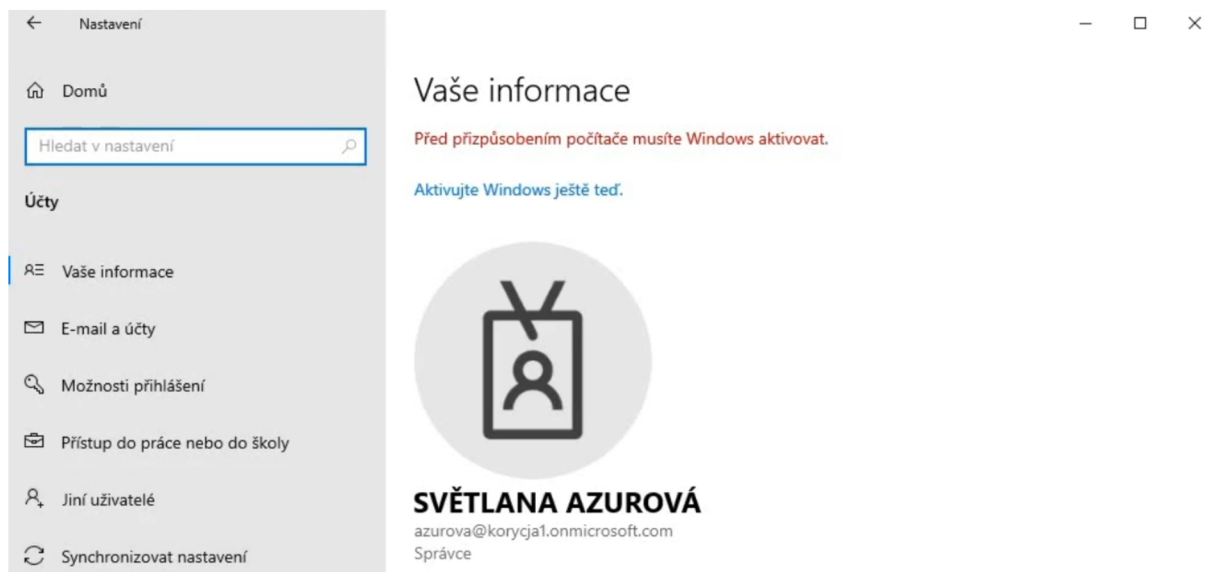 Nastavení
Domů
Hledat v nastavení
Účty
Vaše informace
E-mail a účty
Možnosti přihlášení
Přístup do práce nebo do školy
Jiní uživatelé
Synchronizovat nastavení
Vaše informace
Před přizpůsobením počítače musíte Windows aktivovat.
Aktivujte Windows ještě teď.
SVĚTLANA AZUROVÁ
azurova@korycja1.onmicrosoft.com
Správce